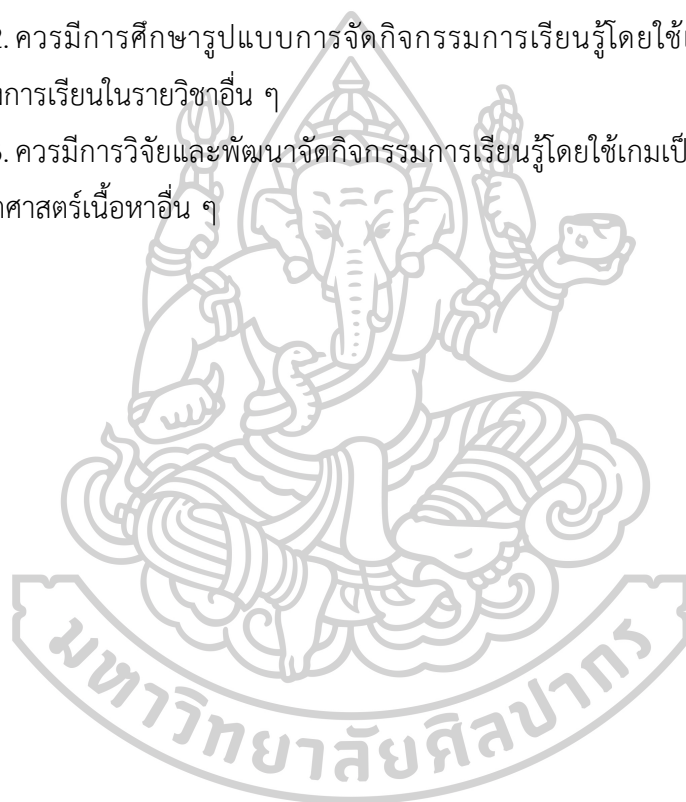 2. ควรมีการศึกษารูปแบบการจัดกิจกรรมการเรียนรู้โดยใช้
การเรียนในรายวิชาอื่น ๆ
. ควรมีการวิจัยและพัฒนาจัดกิจกรรมการเรียนรู้โดยใช้เกมเป็
ศาสตร์เนื้อหาอื่น ๆ
มหาวิทยาลัยศิลปากร